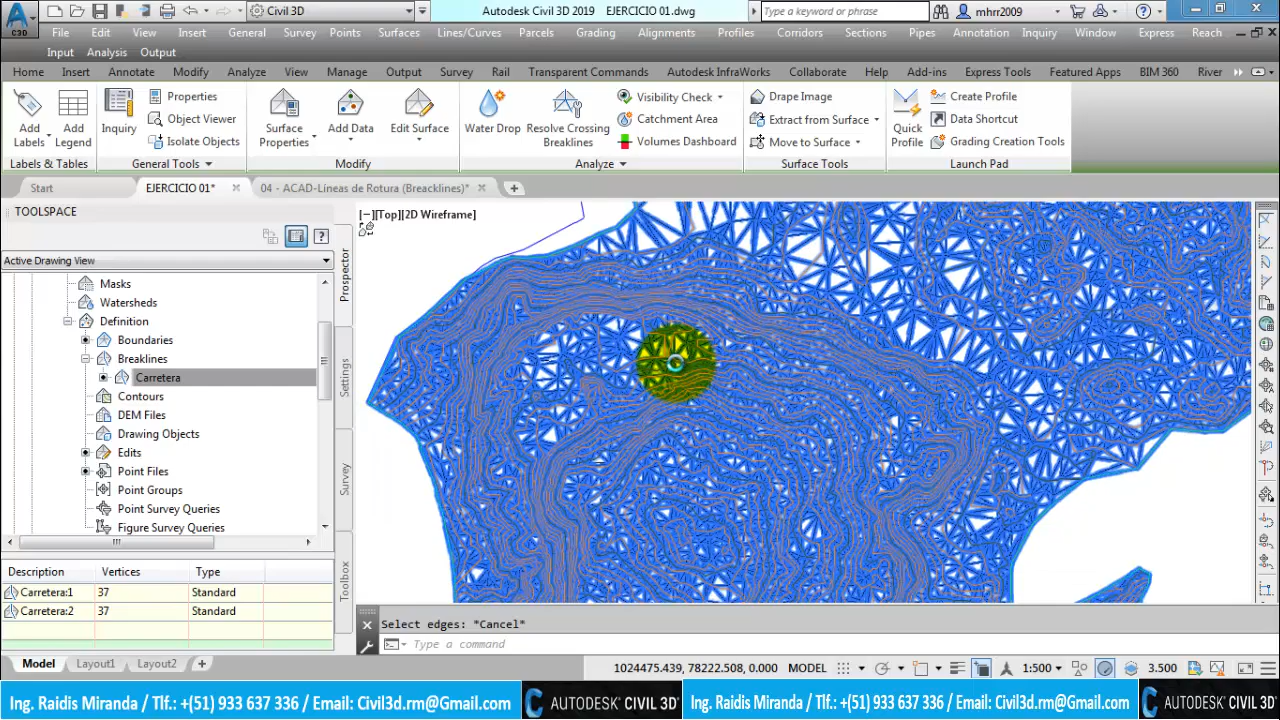 Civil 3D
Autodesk Civil 3D 2019 EJERCICIO 01.dwg
Type a keyword or phrase
mhrr2009
C3D
File Edit View Insert General Survey Points Surfaces Lines/Curves Parcels Grading Alignments Profiles Corridors Sections Pipes Annotation Inquiry Window Express Reach
Input Analysis Output
Home Insert Annotate Modify Analyze View Manage Output Survey Rail Transparent Commands Autodesk InfraWorks Collaborate Help Add-ins Express Tools Featured Apps BIM 360 River
Add Labels
Add Legend
Labels & Tables
Inquiry
Properties
Object Viewer
Isolate Objects
General Tools
Surface Properties
Add Data
Edit Surface
Modify
Water Drop
Resolve Crossing Breaklines
Visibility Check
Catchment Area
Volumes Dashboard
Analyze
Drape Image
Extract from Surface
Move to Surface
Surface Tools
Quick Profile
Create Profile
Data Shortcut
Grading Creation Tools
Launch Pad
Start
EJERCICIO 01*
04 - ACAD-Lineas de Rotura (Breacklines)*
TOOLSPACE
Active Drawing View
Masks
Watersheds
Definition
Boundaries
Breaklines
Carretera
Contours
DEM Files
Drawing Objects
Edits
Point Files
Point Groups
Point Survey Queries
Figure Survey Queries
Description Vertices Type
Carretera:1 37 Standard
Carretera:2 37 Standard
Prospector
Settings
Survey
Toolbox
[−][Top][2D Wireframe]
Select edges: *Cancel*
Type a command
Model Layout1 Layout2
1024475.439, 78222.508, 0.000 MODEL
1:500
3.500
Ing. Raidis Miranda / Tlf.: +(51) 933 637 336 / Email: Civil3d.rm@Gmail.com
AUTODESK CIVIL 3D
Ing. Raidis Miranda / Tlf.: +(51) 933 637 336 / Email: Civil3d.rm@Gmail.com
AUTODESK CIVIL 3D